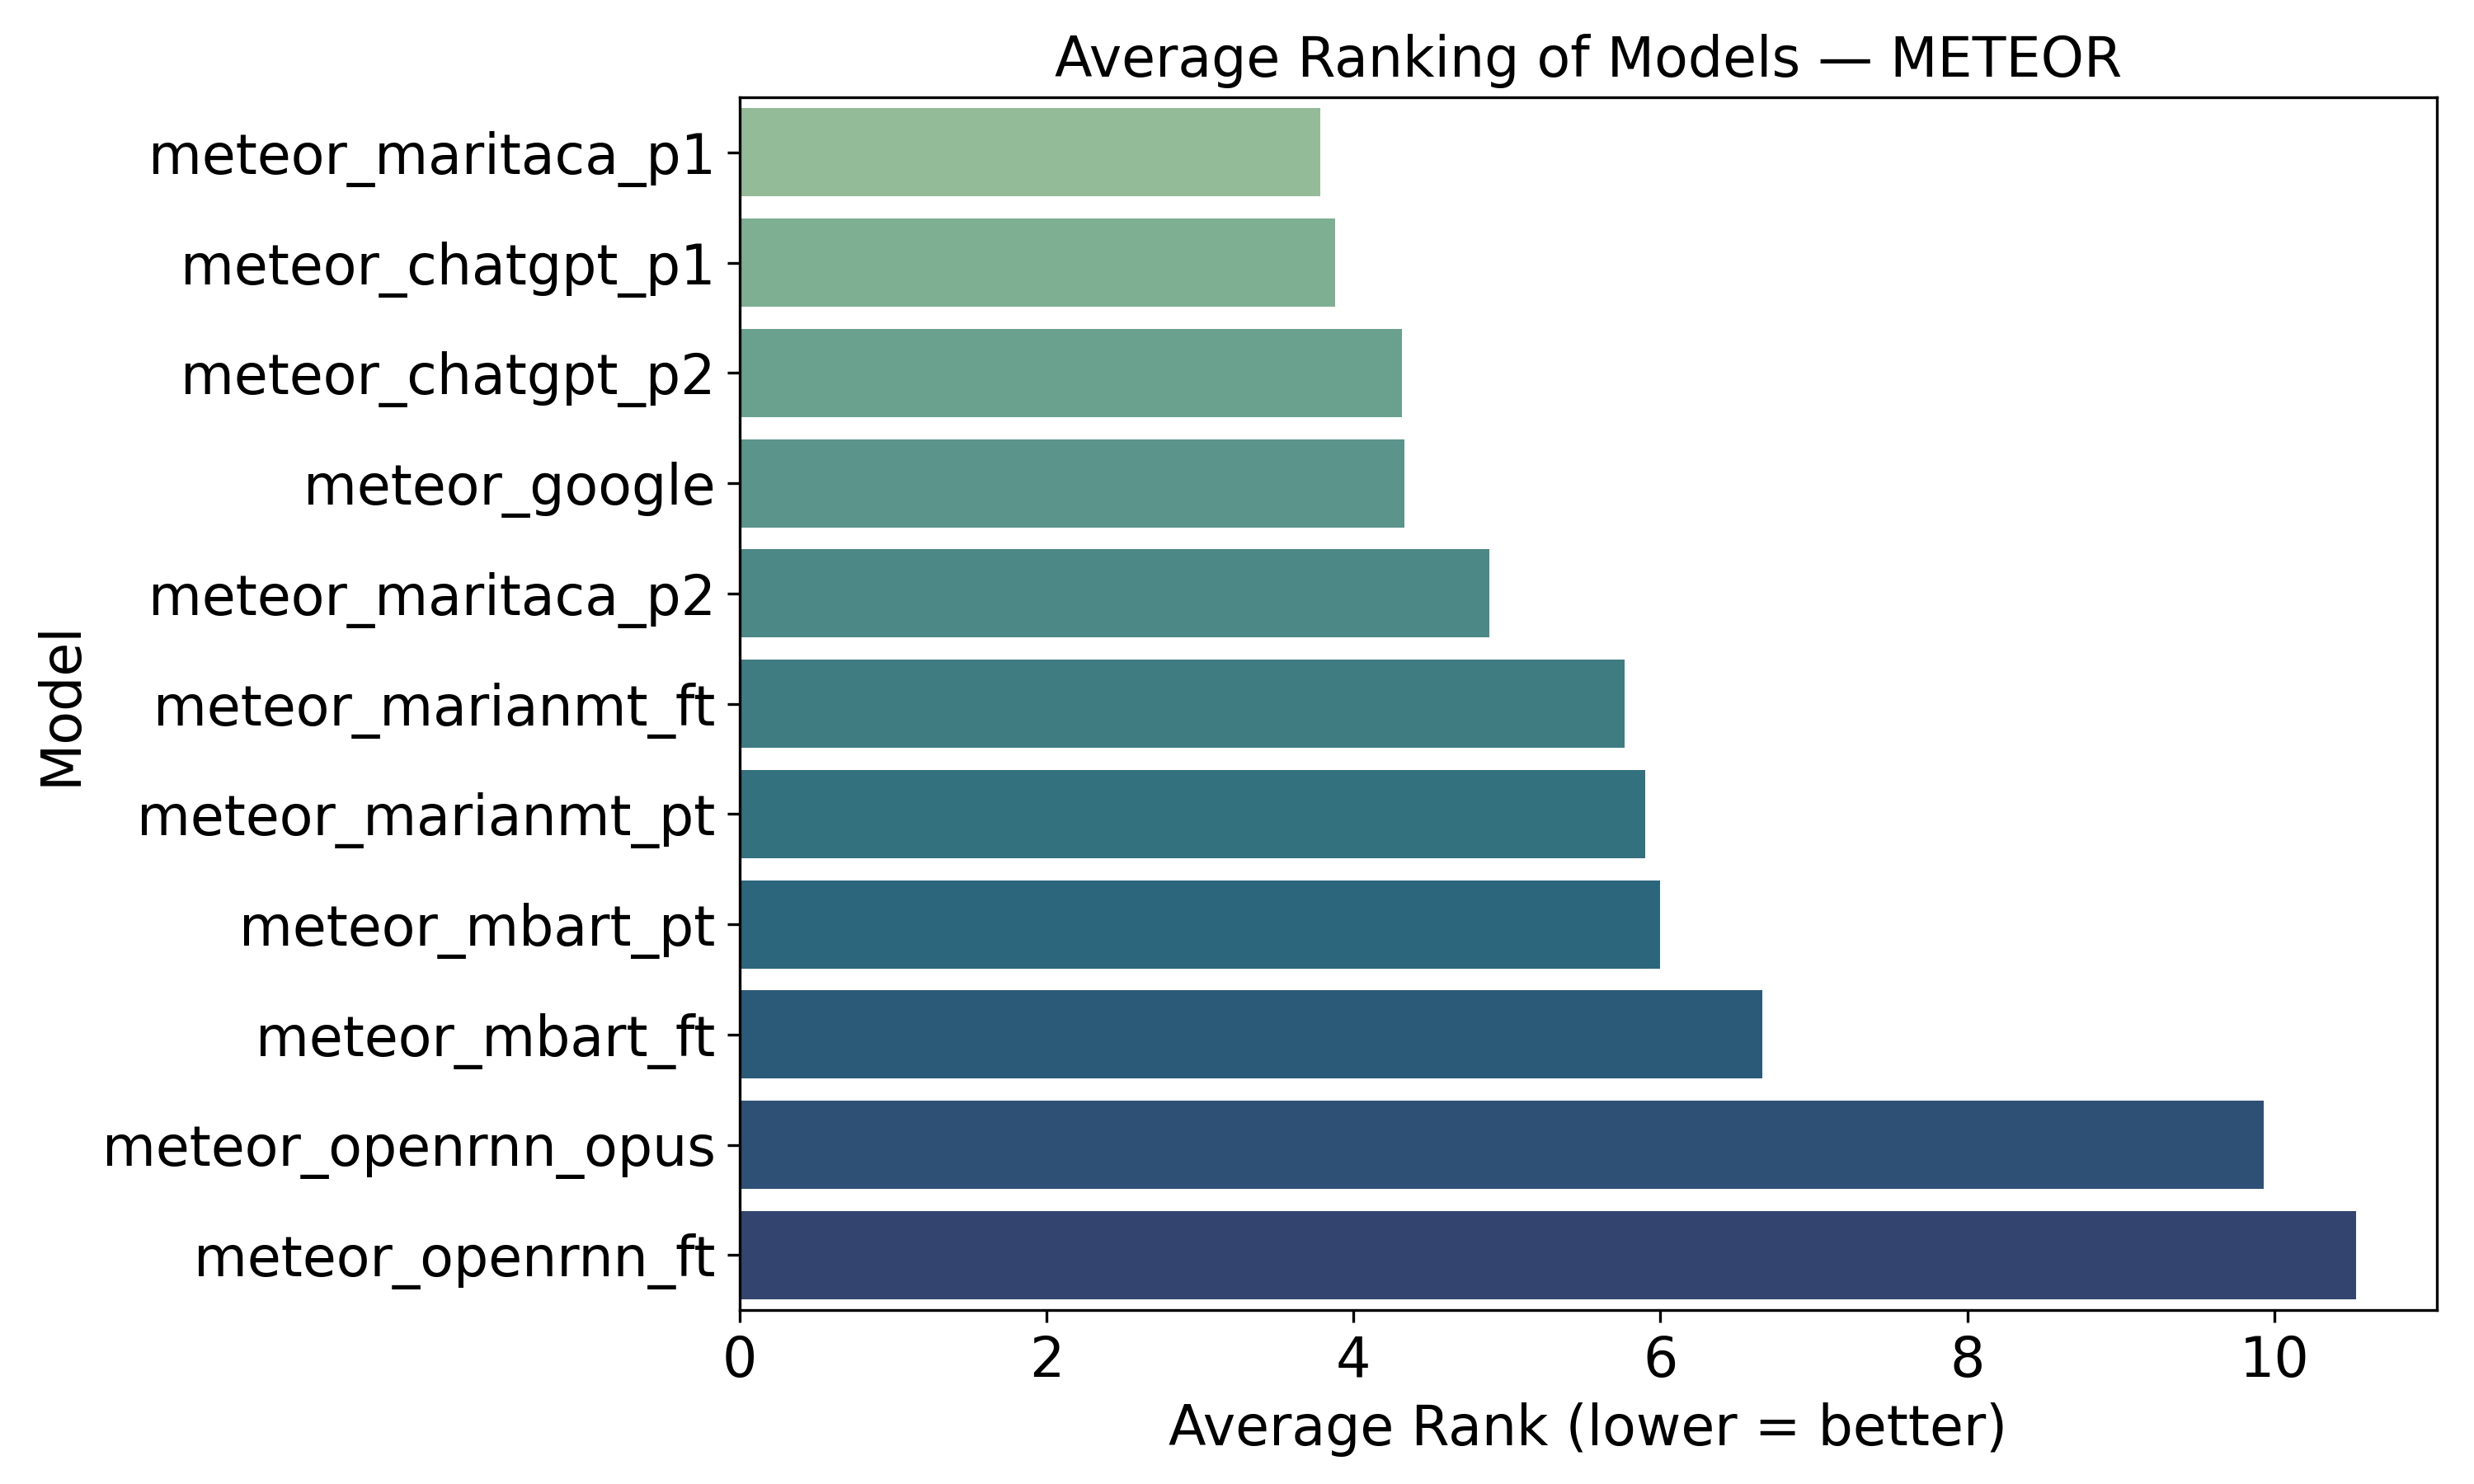 Average Ranking of Models — METEOR
meteor_maritaca_p1
meteor_chatgpt_p1
meteor_chatgpt_p2
meteor_google
meteor_maritaca_p2
meteor_marianmt_ft
meteor_marianmt_pt
meteor_mbart_pt
meteor_mbart_ft
meteor_openrnn_opus
meteor_openrnn_ft
Model
0 2 4 6 8 10
Average Rank (lower = better)